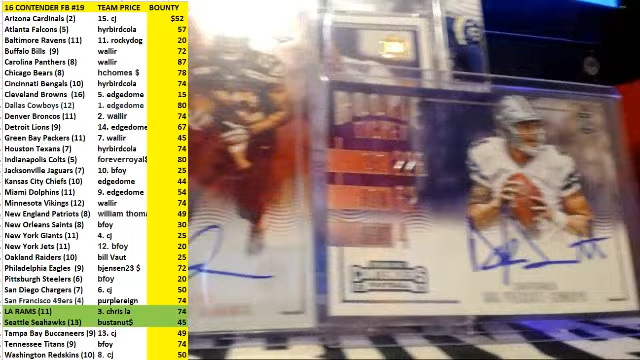 16 CONTENDER FB #19 TEAM PRICE BOUNTY
Arizona Cardinals (2) 15. cj $52
Atlanta Falcons (5) hyrbirdcola 57
Baltimore Ravens (11) 11. rockydog 20
Buffalo Bills (9) wallir 72
Carolina Panthers (8) wallir 87
Chicago Bears (8) hchomes $ 78
Cincinnati Bengals (10) hyrbirdcola 74
Cleveland Browns (16) 5. edgedome 15
Dallas Cowboys (12) 1. edgedome 80
Denver Broncos (11) 2. wallir 74
Detroit Lions (9) 14. edgedome 67
Green Bay Packers (11) 7. wallir 45
Houston Texans (7) hyrbirdcola 74
Indianapolis Colts (5) foreverroyal$ 80
Jacksonville Jaguars (7) 10. bfoy 25
Kansas City Chiefs (10) edgedome 44
Miami Dolphins (11) 9. edgedome 54
Minnesota Vikings (12) wallir 74
New England Patriots (8) william thoma 49
New Orleans Saints (8) bfoy 30
New York Giants (11) 4. cj 25
New York Jets (11) 12. bfoy 20
Oakland Raiders (10) bill Vaut 25
Philadelphia Eagles (9) bjensen23 $ 72
Pittsburg Steelers (6) bfoy 20
San Diego Chargers (7) 6. cj 50
San Francisco 49ers (4) purplereign 74
LA RAMS (11) 3. chris la 74
Seattle Seahawks (13) bustanut$ 45
Tampa Bay Buccaneers (9) 13. cj 49
Tennessee Titans (9) bfoy 74
Washington Redskins (10) 8. cj 50
TICKET
CONTENDERS